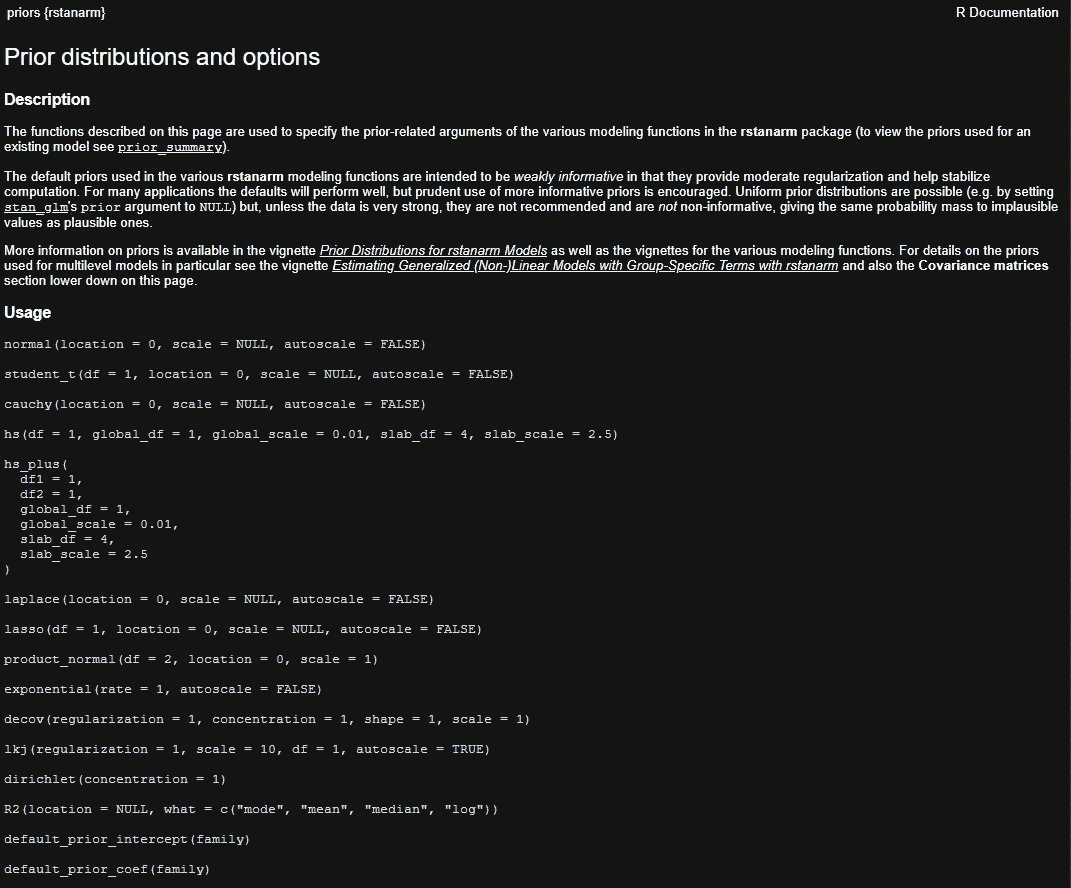 priors {rstanarm}
R Documentation
Prior distributions and options
Description
The functions described on this page are used to specify the prior-related arguments of the various modeling functions in the rstanarm package (to view the priors used for an
existing model see prior_summary).
The default priors used in the various rstanarm modeling functions are intended to be weakly informative in that they provide moderate regularization and help stabilize
computation. For many applications the defaults will perform well, but prudent use of more informative priors is encouraged. Uniform prior distributions are possible (e.g. by setting
stan_glm's prior argument to NULL) but, unless the data is very strong, they are not recommended and are not non-informative, giving the same probability mass to implausible
values as plausible ones.
More information on priors is available in the vignette Prior Distributions for rstanarm Models as well as the vignettes for the various modeling functions. For details on the priors
used for multilevel models in particular see the vignette Estimating Generalized (Non-)Linear Models with Group-Specific Terms with rstanarm and also the Covariance matrices
section lower down on this page.
Usage
normal(location = 0, scale = NULL, autoscale = FALSE)
student_t(df = 1, location = 0, scale = NULL, autoscale = FALSE)
cauchy(location = 0, scale = NULL, autoscale = FALSE)
hs(df = 1, global_df = 1, global_scale = 0.01, slab_df = 4, slab_scale = 2.5)
hs_plus(
  df1 = 1,
  df2 = 1,
  global_df = 1,
  global_scale = 0.01,
  slab_df = 4,
  slab_scale = 2.5
)
laplace(location = 0, scale = NULL, autoscale = FALSE)
lasso(df = 1, location = 0, scale = NULL, autoscale = FALSE)
product_normal(df = 2, location = 0, scale = 1)
exponential(rate = 1, autoscale = FALSE)
decov(regularization = 1, concentration = 1, shape = 1, scale = 1)
lkj(regularization = 1, scale = 10, df = 1, autoscale = TRUE)
dirichlet(concentration = 1)
R2(location = NULL, what = c("mode", "mean", "median", "log"))
default_prior_intercept(family)
default_prior_coef(family)